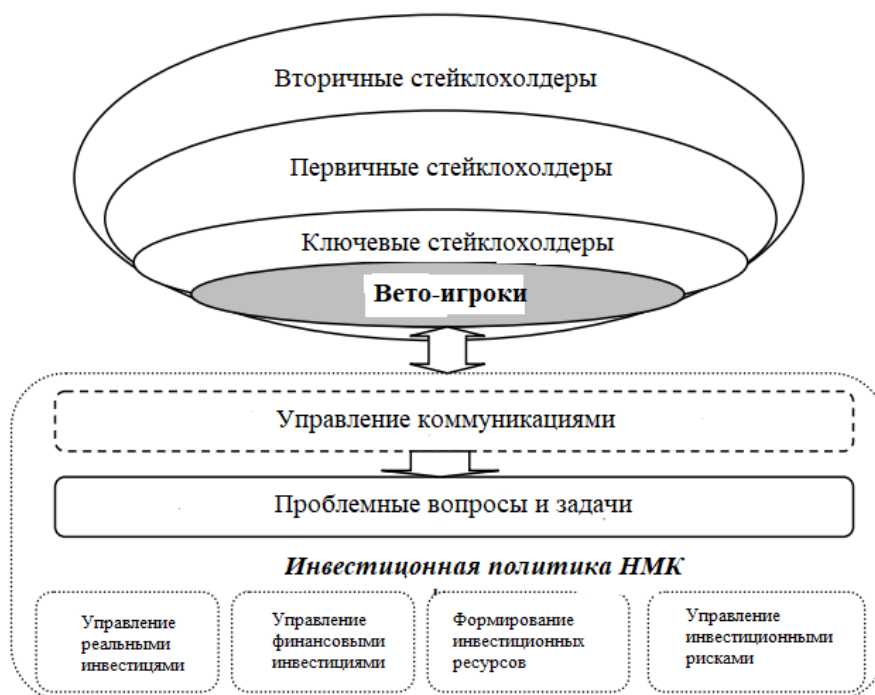 Вторичные стейклохолдеры
Первичные стейклохолдеры
Ключевые стейклохолдеры
Вето-игроки
Управление коммуникациями
Проблемные вопросы и задачи
Инвестиционная политика НМК
Управление
реальными
инвестицями
Управление
финансовыми
инвестициями
Формирование
инвестиционных
ресурсов
Управление
инвестиционными
рисками